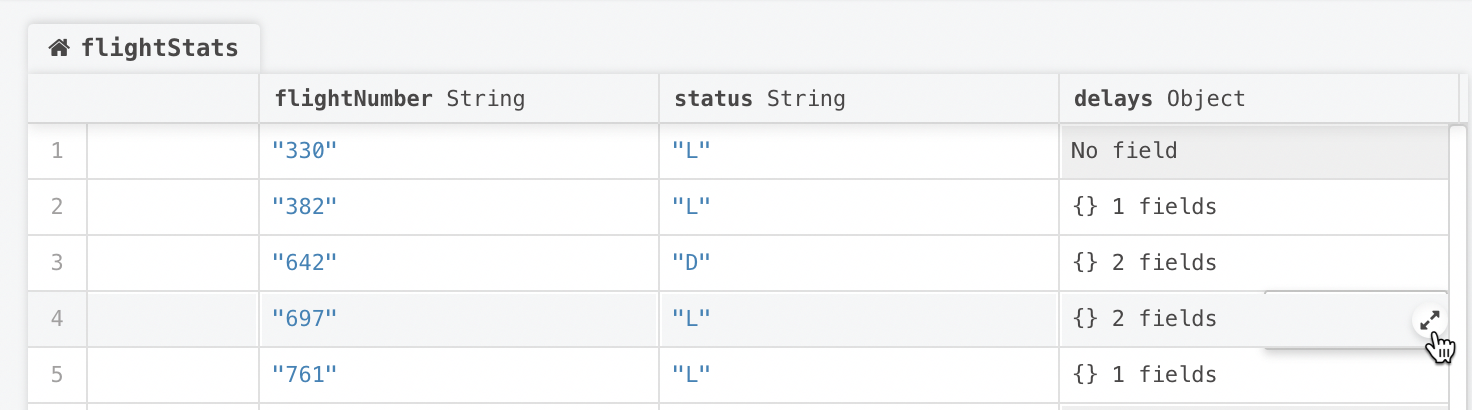 flightStats
flightNumber String status String delays Object
1 "330" "L" No field
2 "382" "L" {} 1 fields
3 "642" "D" {} 2 fields
4 "697" "L" {} 2 fields
5 "761" "L" {} 1 fields